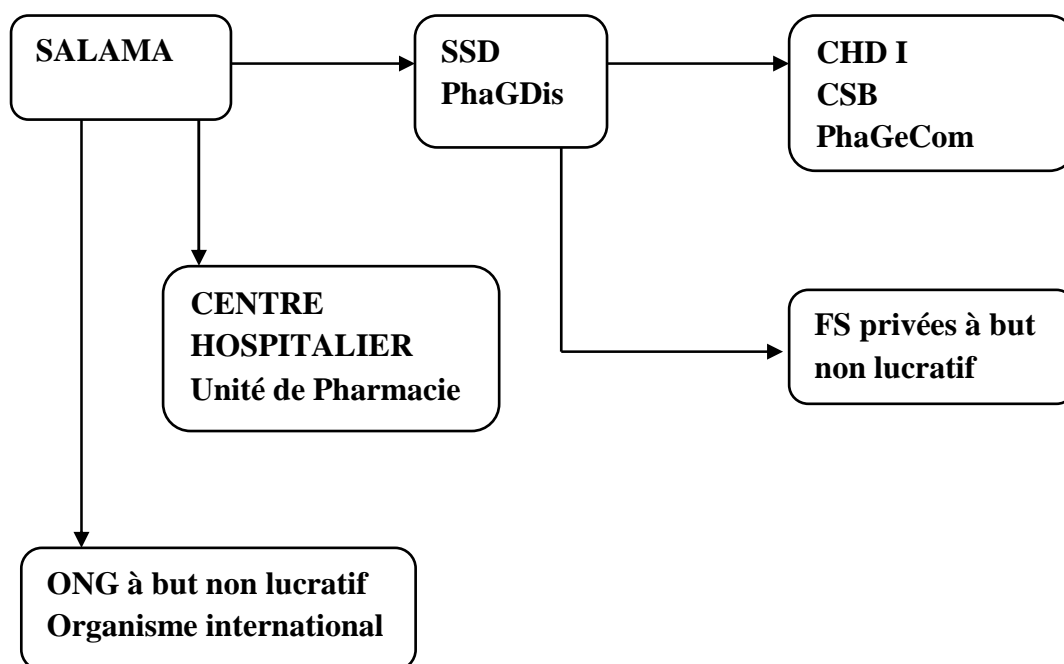 SALAMA
SSD
PhaGDis
CHD I
CSB
PhaGeCom
CENTRE
HOSPITALIER
Unité de Pharmacie
FS privées à but
non lucratif
ONG à but non lucratif
Organisme international